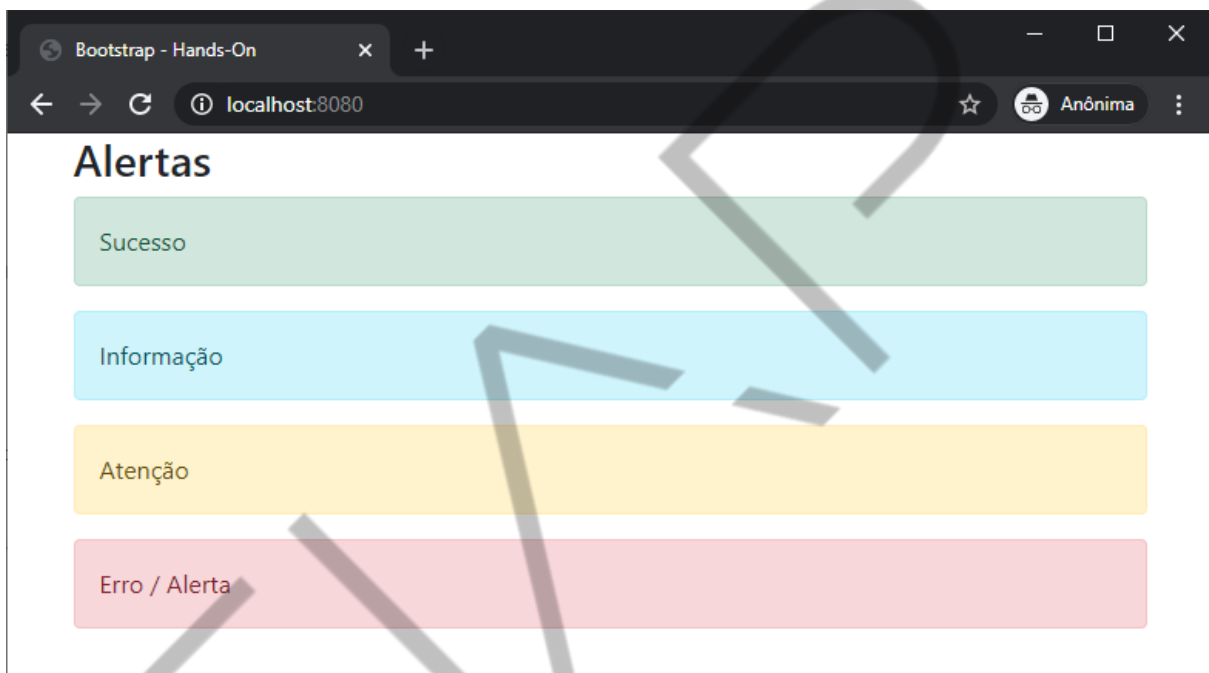 Bootstrap - Hands-On
localhost:8080
Anônima
Alertas
Sucesso
Informação
Atenção
Erro / Alerta